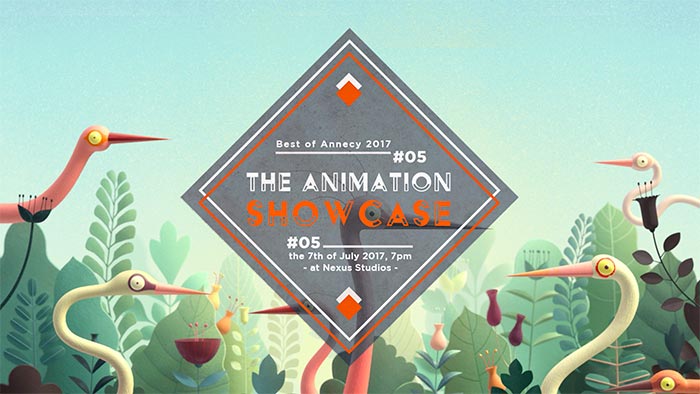 Best of Annecy 2017
#05
THE ANIMATION
SHOWCASE
#05
the 7th of July 2017, 7pm
- at Nexus Studios -